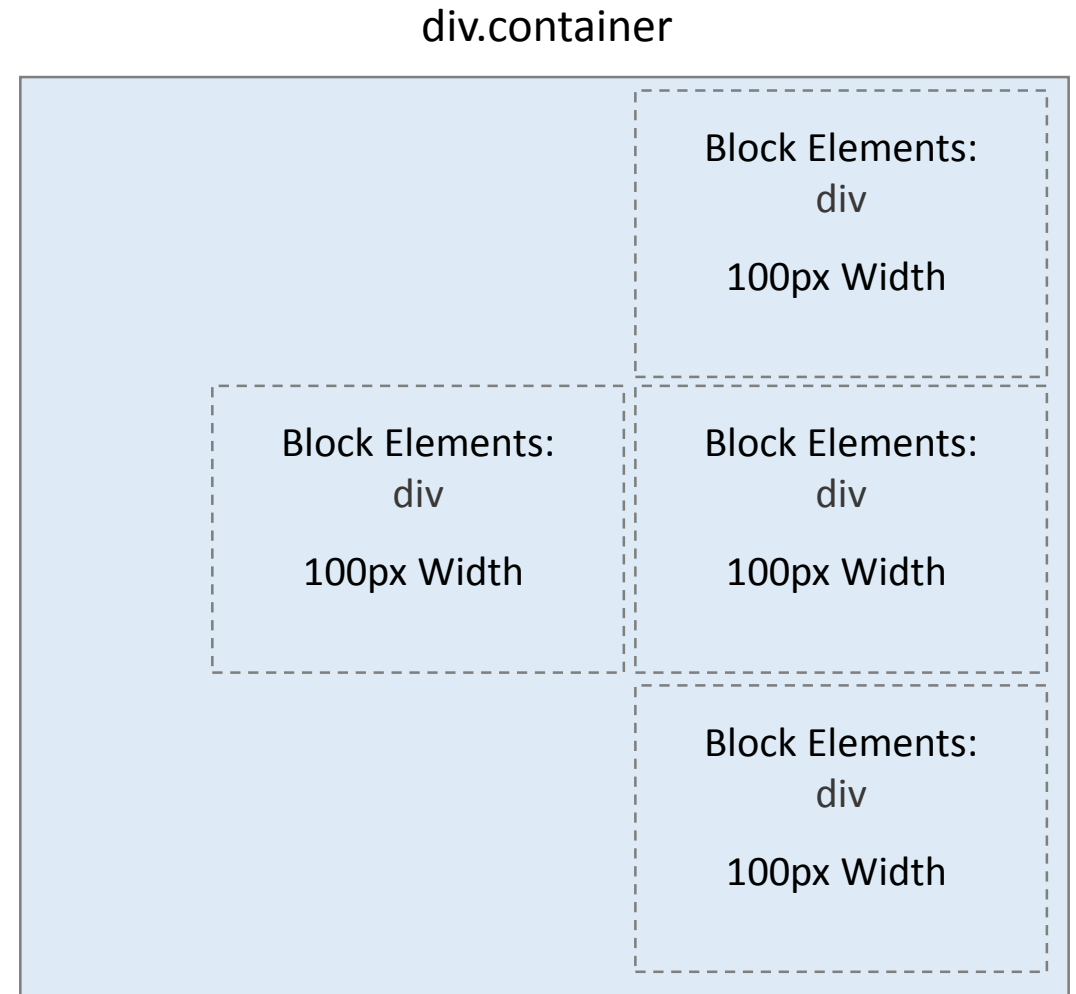 div.container
Block Elements:
div
100px Width
Block Elements:
div
100px Width
Block Elements:
div
100px Width
Block Elements:
div
100px Width